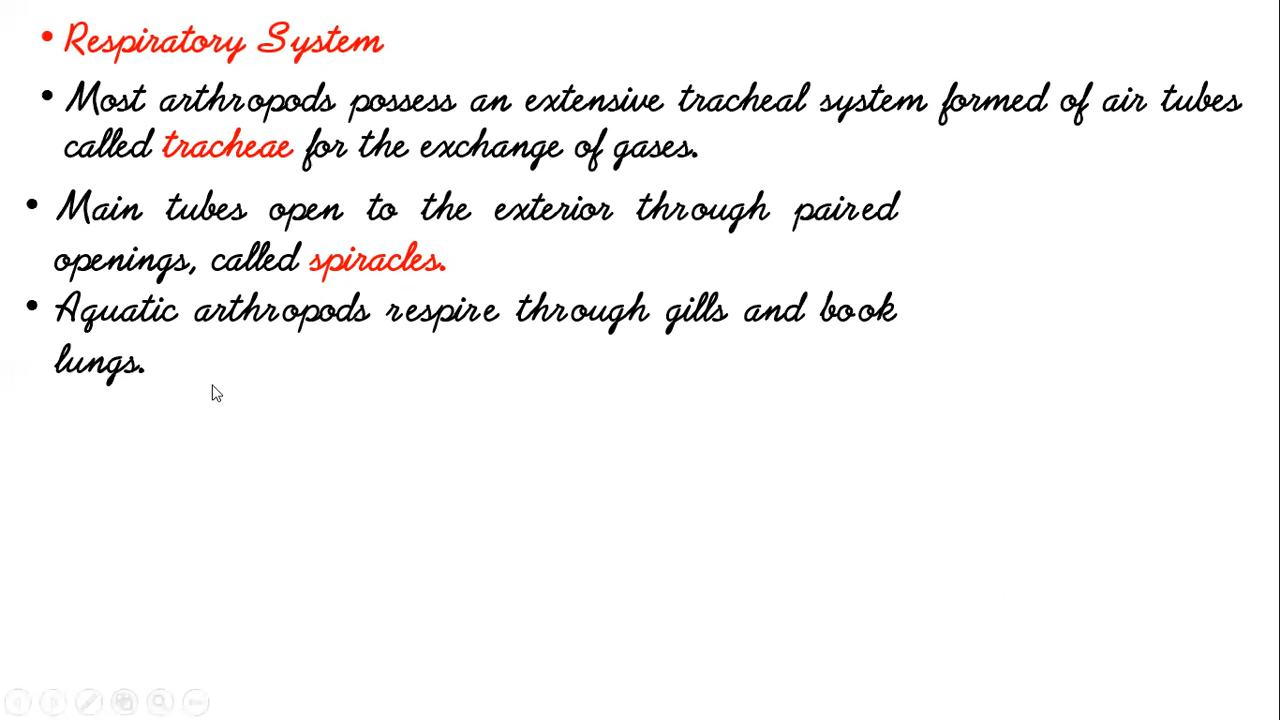 • Respiratory System
• Most arthropods possess an extensive tracheal system formed of air tubes
called tracheae for the exchange of gases.
• Main tubes open to the exterior through paired
openings, called spiracles.
• Aquatic arthropods respire through gills and book
lungs.